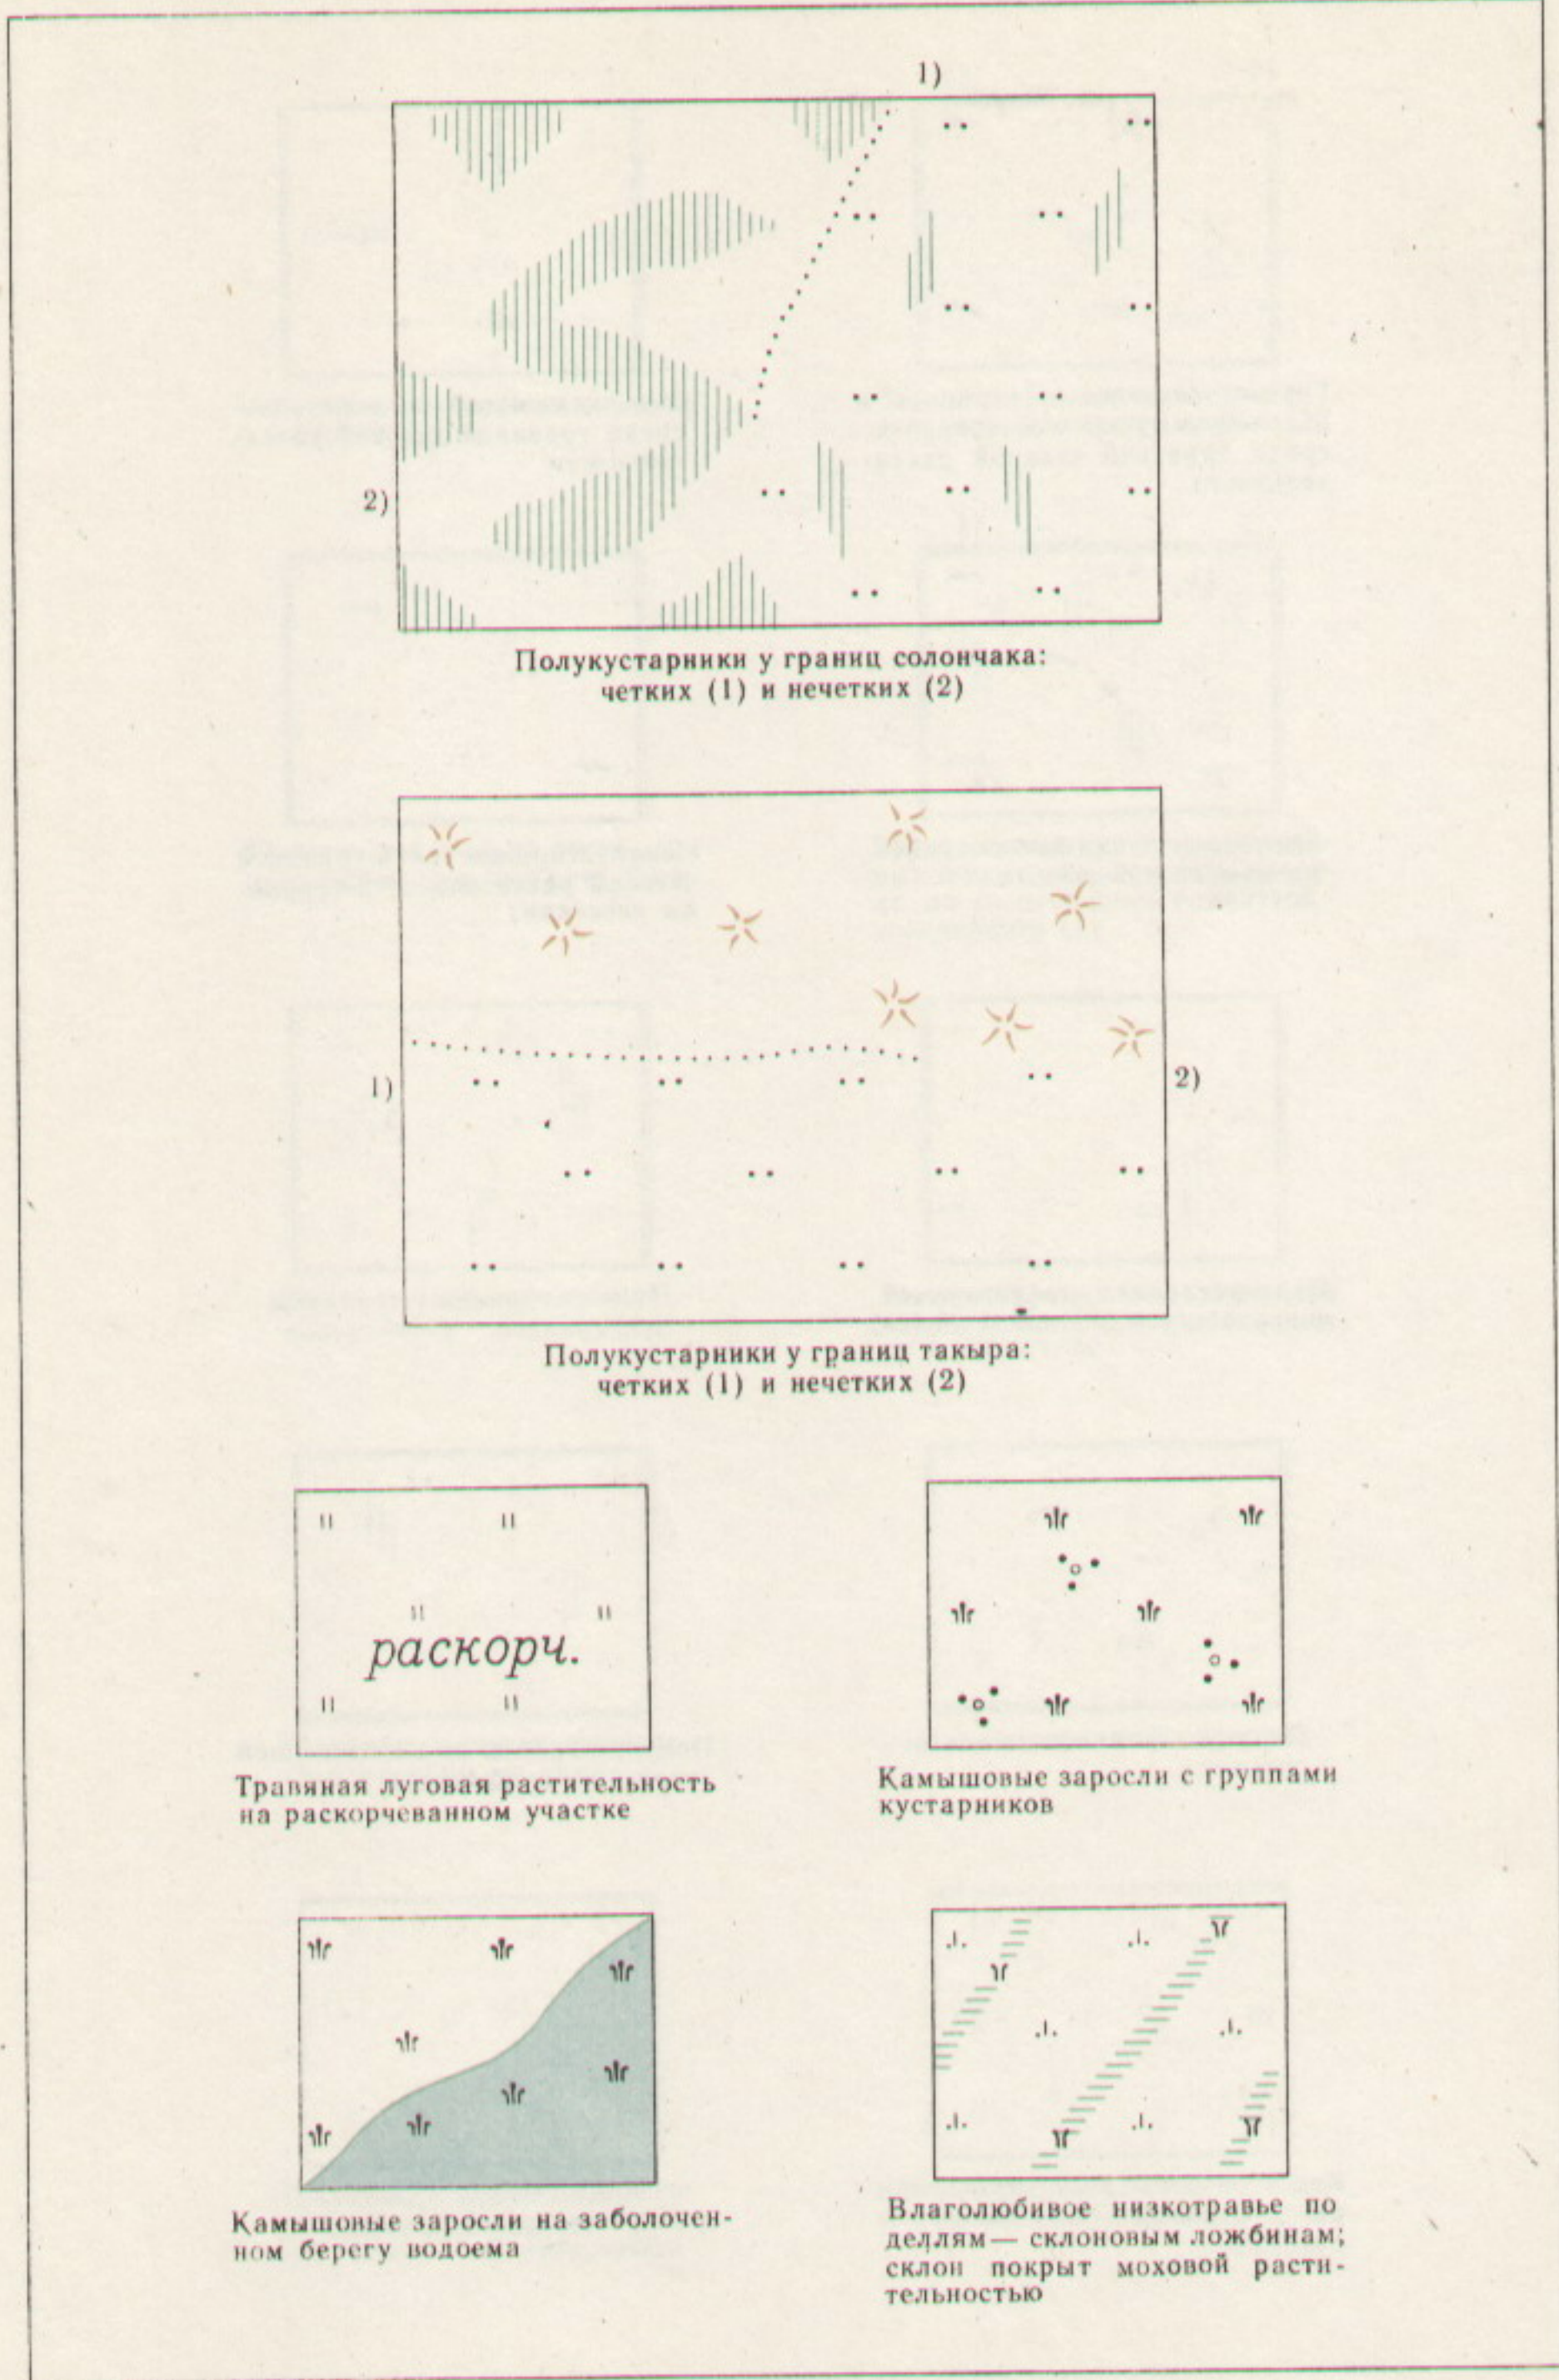 1)
2)
Полукустарники у границ солончака:
четких (1) и нечетких (2)
1)
2)
Полукустарники у границ такыра:
четких (1) и нечетких (2)
раскорч.
Травяная луговая растительность
на раскорчеванном участке
Камышовые заросли с группами
кустарников
Камышовые заросли на заболочен-
ном берегу водоема
Влаголюбивое низкотравье по
деллям— склоновым ложбинам;
склон покрыт моховой расти-
тельностью